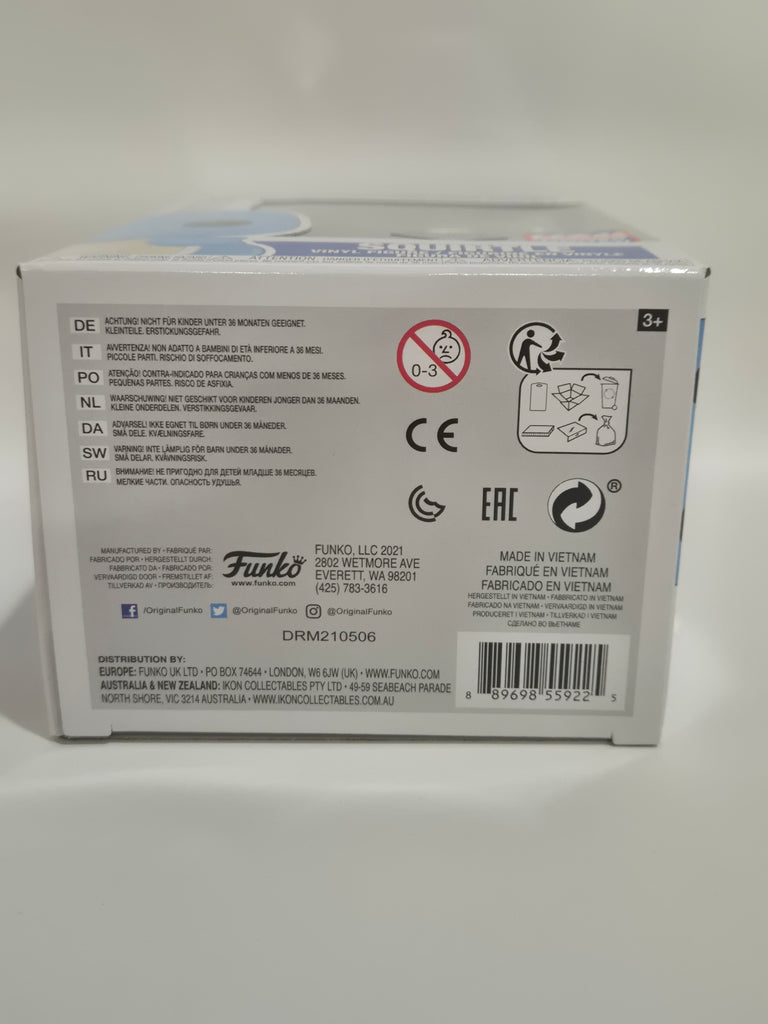 SQUIRTLE
3+
DE ACHTUNG! NICHT FÜR KINDER UNTER 36 MONATEN GEEIGNET.
KLEINTEILE. ERSTICKUNGSGEFAHR.
IT AVVERTENZA! NON ADATTO A BAMBINI DI ETÀ INFERIORE A 36 MESI.
PICCOLE PARTI. RISCHIO DI SOFFOCAMENTO.
PO ATENÇÃO! CONTRA-INDICADO PARA CRIANÇAS COM MENOS DE 36 MESES.
PEQUENAS PARTES. RISCO DE ASFIXIA.
NL WAARSCHUWING! NIET GESCHIKT VOOR KINDEREN JONGER DAN 36 MAANDEN.
KLEINE ONDERDELEN. VERSTIKKINGSGEVAAR.
DA ADVARSEL! IKKE EGNET TIL BØRN UNDER 36 MÅNEDER.
SMÅ DELE. KVÆLNINGSFARE.
SW VARNING! INTE LÄMPLIG FÖR BARN UNDER 36 MÅNADER.
SMÅ DELAR. KVÄVNINGSRISK.
RU ВНИМАНИЕ! НЕ ПРИГОДНО ДЛЯ ДЕТЕЙ МЛАДШЕ 36 МЕСЯЦЕВ.
МЕЛКИЕ ЧАСТИ. ОПАСНОСТЬ УДУШЬЯ.
0-3
CE
EAC
®
MANUFACTURED BY • FABRIQUÉ PAR:
FABRICADO POR • HERGESTELLT DURCH:
FABBRICATO DA • FABRICADO POR:
VERVAARDIGD DOOR • FREMSTILLET AF:
TILLVERKAD AV • ПРОИЗВОДИТЕЛЬ:
Funko
www.funko.com
FUNKO, LLC 2021
2802 WETMORE AVE
EVERETT, WA 98201
(425) 783-3616
/OriginalFunko @OriginalFunko @OriginalFunko
DRM210506
MADE IN VIETNAM
FABRIQUÉ EN VIETNAM
FABRICADO EN VIETNAM
HERGESTELLT IN VIETNAM • FABBRICATO IN VIETNAM
FABRICADO NA VIETNAM • VERVAARDIGD IN VIETNAM
PRODUCERET I VIETNAM • TILLVERKAD I VIETNAM
СДЕЛАНО ВО ВЬЕТНАМЕ
DISTRIBUTION BY:
EUROPE: FUNKO UK LTD • PO BOX 74644 • LONDON, W6 6JW (UK) • WWW.FUNKO.COM
AUSTRALIA & NEW ZEALAND: IKON COLLECTABLES PTY LTD • 49-59 SEABEACH PARADE
NORTH SHORE, VIC 3214 AUSTRALIA • WWW.IKONCOLLECTABLES.COM.AU
8 89698 55922 5